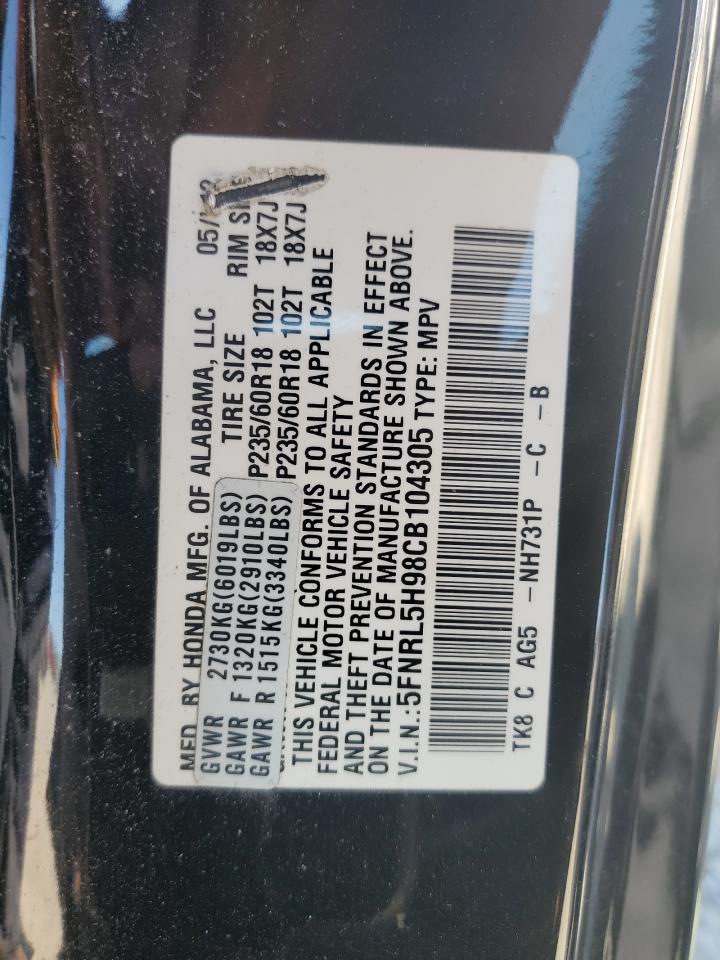 MFD. BY HONDA MFG. OF ALABAMA, LLC 05/
TIRE SIZE RIM
GVWR 2730KG(6019LBS)
GAWR F 1320KG(2910LBS) P235/60R18 102T 18X7J
GAWR R 1515KG(3340LBS) P235/60R18 102T 18X7J
THIS VEHICLE CONFORMS TO ALL APPLICABLE
FEDERAL MOTOR VEHICLE SAFETY
AND THEFT PREVENTION STANDARDS IN EFFECT
ON THE DATE OF MANUFACTURE SHOWN ABOVE.
V.I.N.:5FNRL5H98CB104305 TYPE: MPV
TK8 C AG5 -NH731P -C -B